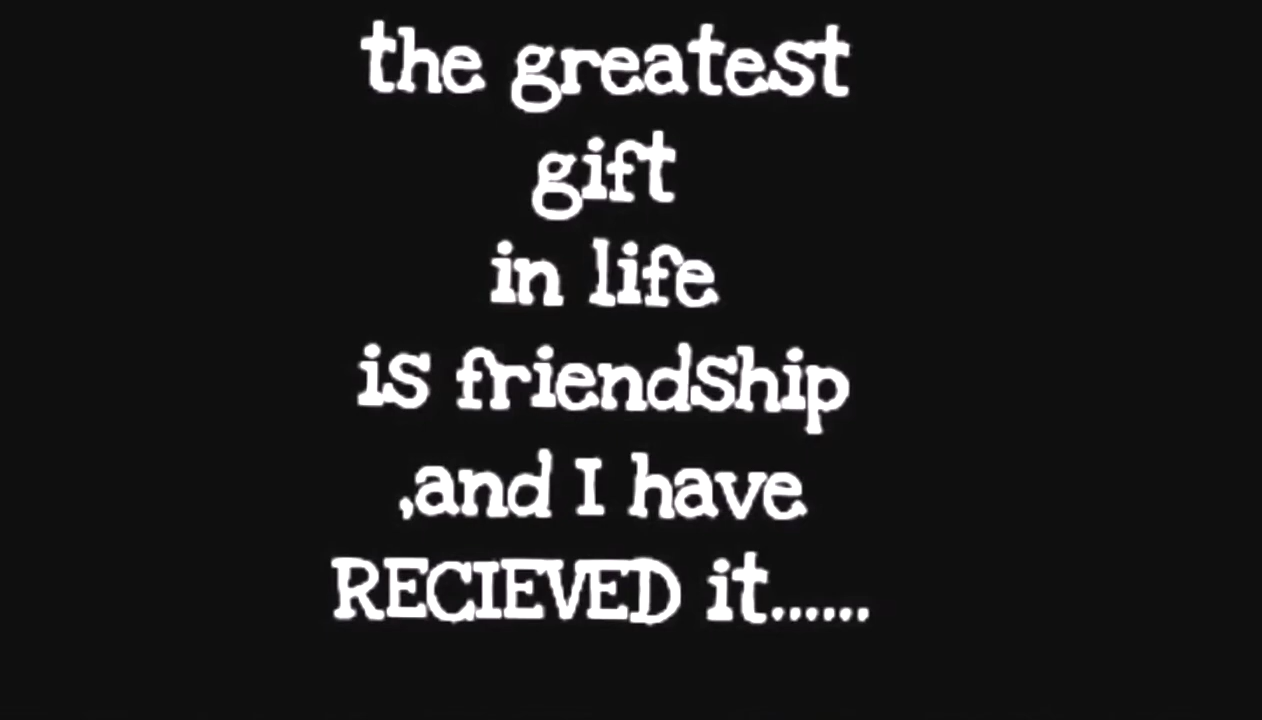 the greatest
gift
in life
is friendship
,and I have
RECIEVED it......